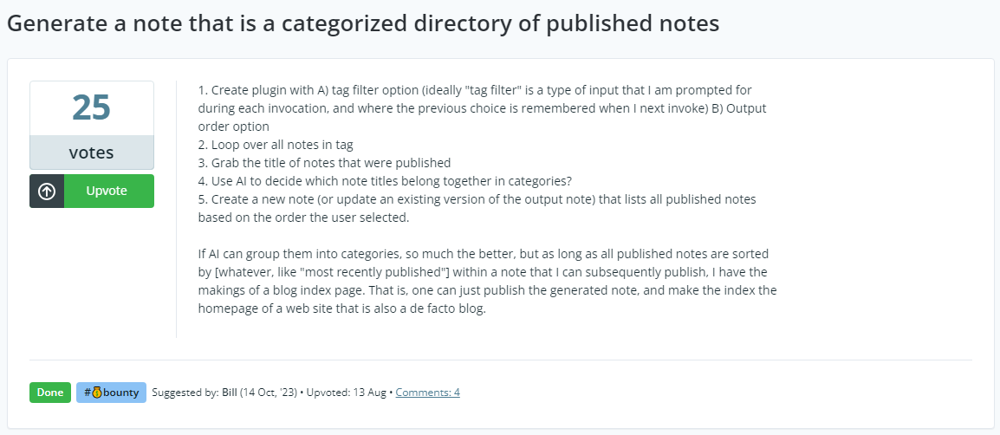 Generate a note that is a categorized directory of published notes
25
votes
Upvote
1. Create plugin with A) tag filter option (ideally "tag filter" is a type of input that I am prompted for
during each invocation, and where the previous choice is remembered when I next invoke) B) Output
order option
2. Loop over all notes in tag
3. Grab the title of notes that were published
4. Use AI to decide which note titles belong together in categories?
5. Create a new note (or update an existing version of the output note) that lists all published notes
based on the order the user selected.
If AI can group them into categories, so much the better, but as long as all published notes are sorted
by [whatever, like "most recently published"] within a note that I can subsequently publish, I have the
makings of a blog index page. That is, one can just publish the generated note, and make the index the
homepage of a web site that is also a de facto blog.
Done #💰bounty Suggested by: Bill (14 Oct, '23) • Upvoted: 13 Aug • Comments: 4